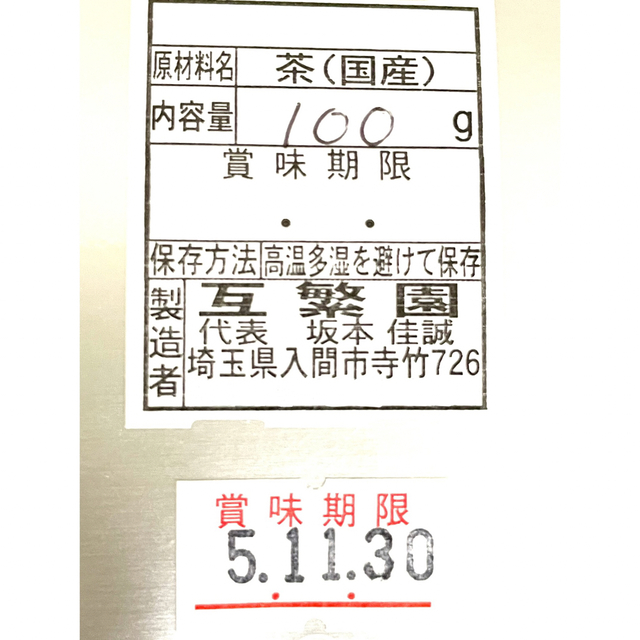 原材料名 茶(国産)
内容量 100 g
賞味期限
. .
保存方法 高温多湿を避けて保存
製造者 互繁園
代表 坂本 佳誠
埼玉県入間市寺竹726
賞味期限
5.11.30